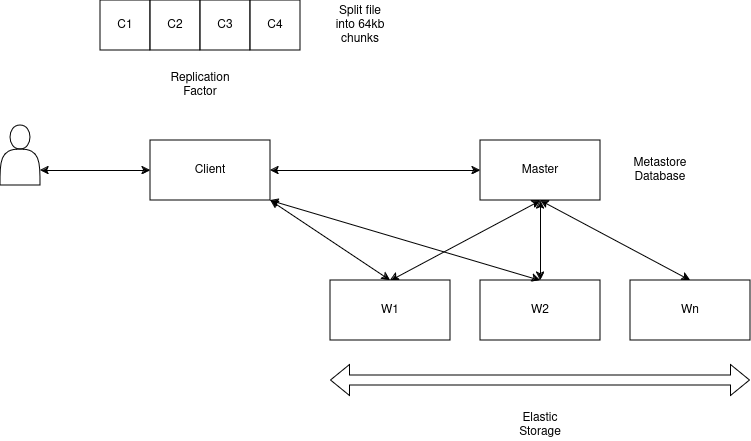 C1
C2
C3
C4
Split file
into 64kb
chunks
Replication
Factor
Client
Master
Metastore
Database
W1
W2
Wn
Elastic
Storage